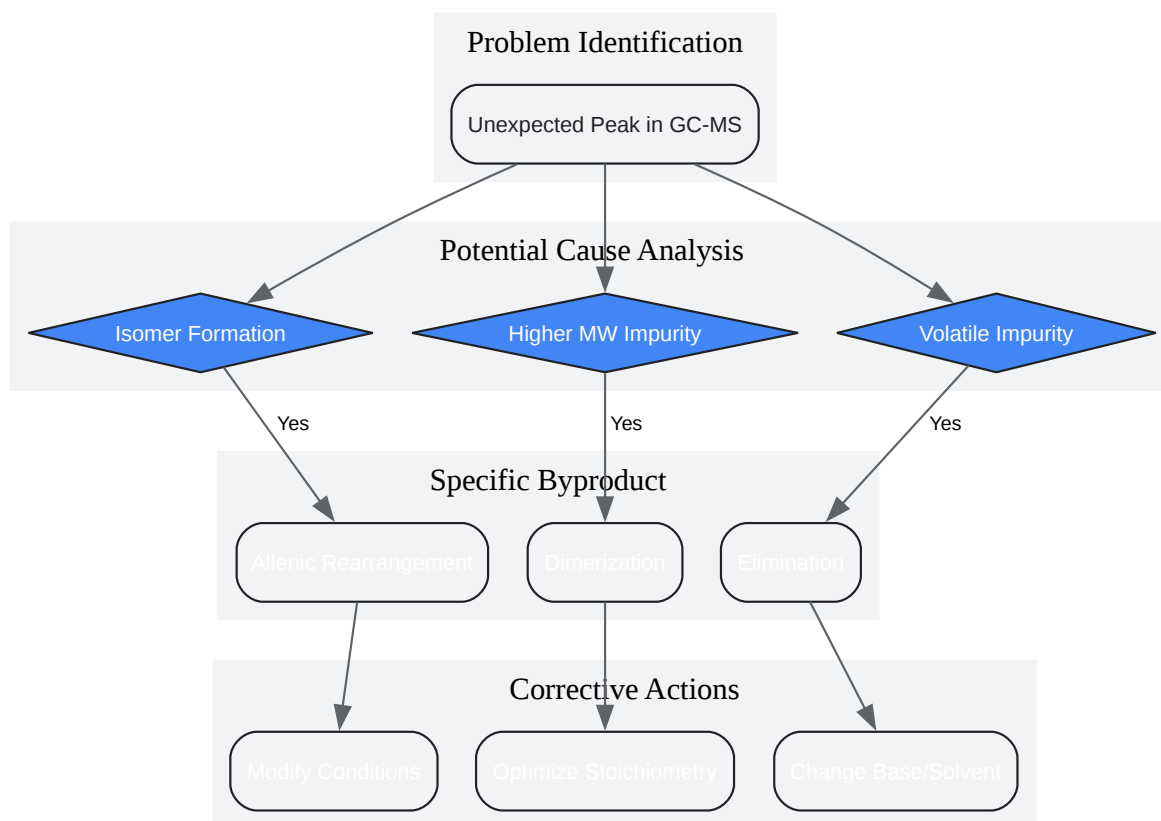 Problem Identification
Unexpected Peak in GC-MS
Potential Cause Analysis
Isomer Formation
Higher MW Impurity
Volatile Impurity
Yes
Yes
Yes
Specific Byproduct
Allenic Rearrangement
Dimerization
Elimination
Corrective Actions
Modify Conditions
Optimize Stoichiometry
Change Base/Solvent